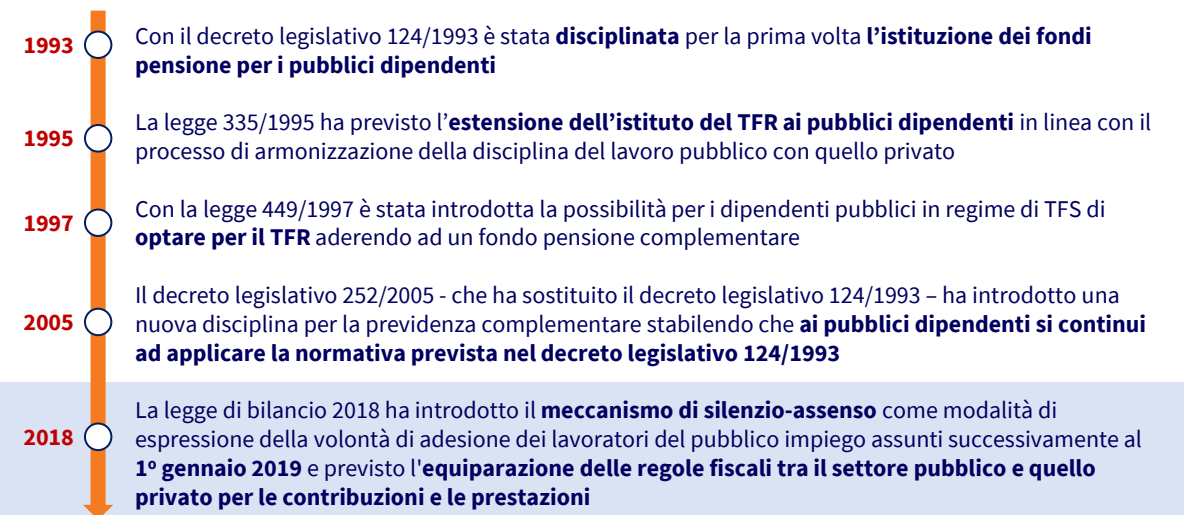 1993
Con il decreto legislativo 124/1993 è stata disciplinata per la prima volta l’istituzione dei fondi
pensione per i pubblici dipendenti
1995
La legge 335/1995 ha previsto l’estensione dell’istituto del TFR ai pubblici dipendenti in linea con il
processo di armonizzazione della disciplina del lavoro pubblico con quello privato
1997
Con la legge 449/1997 è stata introdotta la possibilità per i dipendenti pubblici in regime di TFS di
optare per il TFR aderendo ad un fondo pensione complementare
2005
Il decreto legislativo 252/2005 - che ha sostituito il decreto legislativo 124/1993 – ha introdotto una
nuova disciplina per la previdenza complementare stabilendo che ai pubblici dipendenti si continui
ad applicare la normativa prevista nel decreto legislativo 124/1993
2018
La legge di bilancio 2018 ha introdotto il meccanismo di silenzio-assenso come modalità di
espressione della volontà di adesione dei lavoratori del pubblico impiego assunti successivamente al
1º gennaio 2019 e previsto l'equiparazione delle regole fiscali tra il settore pubblico e quello
privato per le contribuzioni e le prestazioni